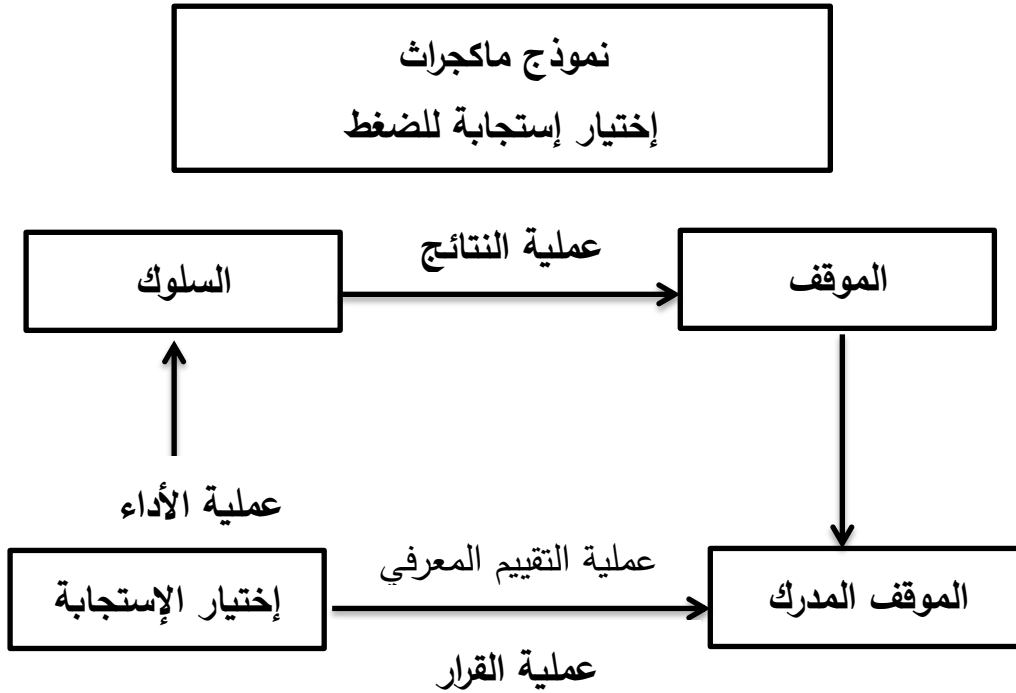 نموذج ماكجراث
إختيار إستجابة للضغط
عملية النتائج
الموقف
السلوك
عملية الأداء
عملية التقييم المعرفي
الموقف المدرك
إختيار الإستجابة
عملية القرار